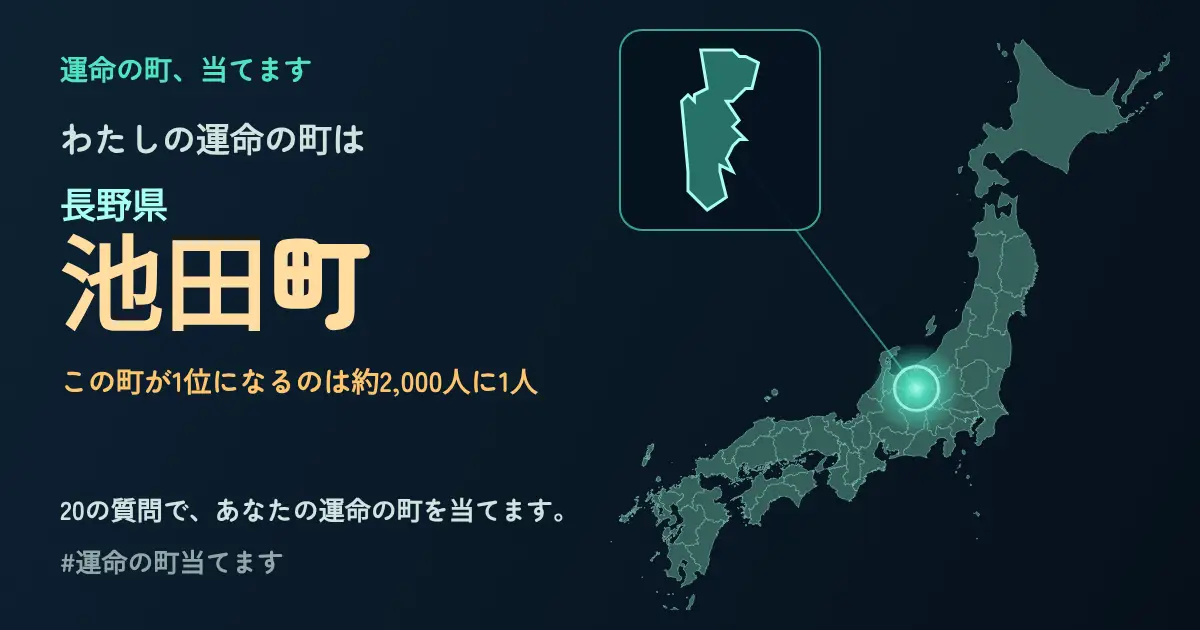 運命の町、当てます
わたしの運命の町は
長野県
池田町
この町が1位になるのは約2,000人に1人
20の質問で、あなたの運命の町を当てます。
#運命の町当てます